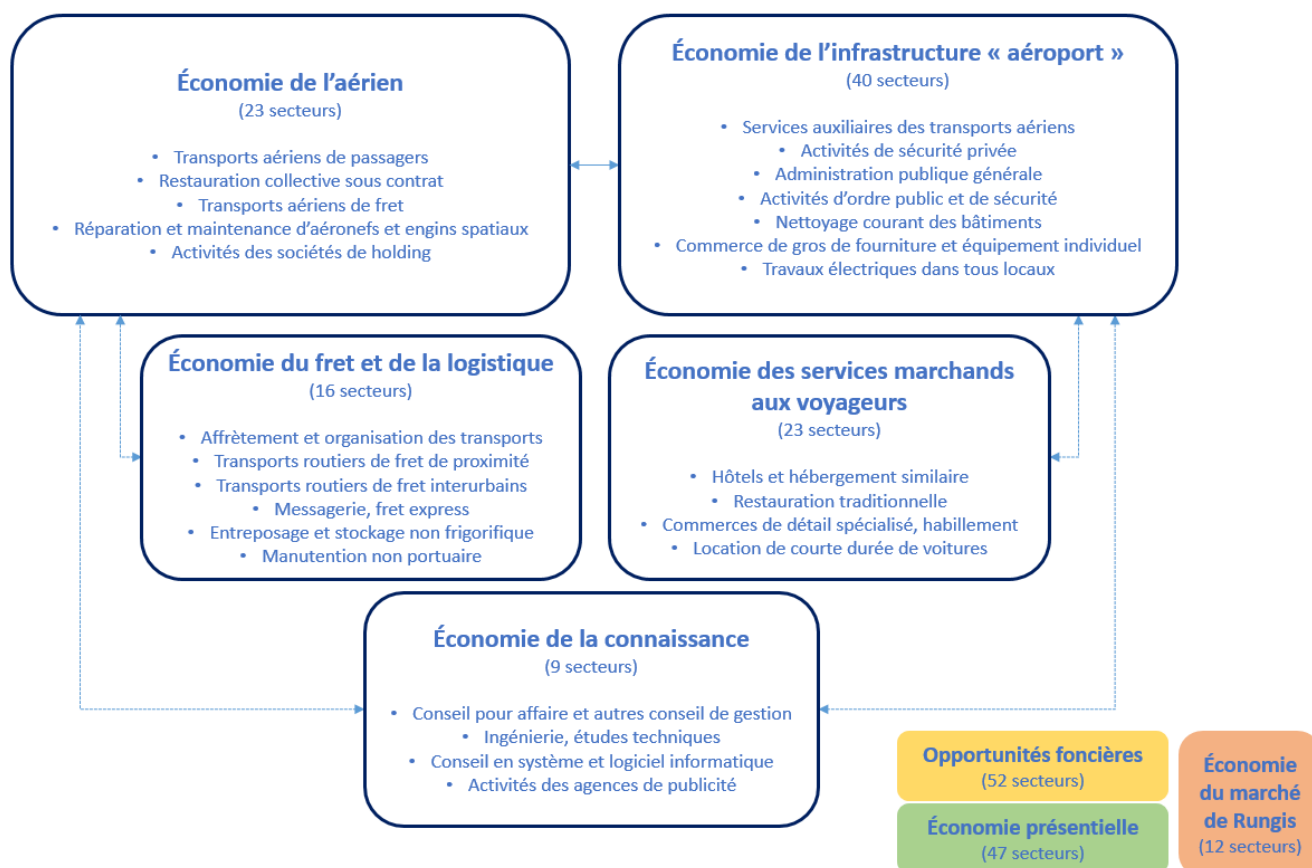 Économie de l'aérien
(23 secteurs)
• Transports aériens de passagers
• Restauration collective sous contrat
• Transports aériens de fret
• Réparation et maintenance d'aéronefs et engins spatiaux
• Activités des sociétés de holding
Économie de l'infrastructure « aéroport »
(40 secteurs)
• Services auxiliaires des transports aériens
• Activités de sécurité privée
• Administration publique générale
• Activités d'ordre public et de sécurité
• Nettoyage courant des bâtiments
• Commerce de gros de fourniture et équipement individuel
• Travaux électriques dans tous locaux
Économie du fret et de la logistique
(16 secteurs)
• Affrètement et organisation des transports
• Transports routiers de fret de proximité
• Transports routiers de fret interurbains
• Messagerie, fret express
• Entreposage et stockage non frigorifique
• Manutention non portuaire
Économie des services marchands
aux voyageurs
(23 secteurs)
• Hôtels et hébergement similaire
• Restauration traditionnelle
• Commerces de détail spécialisé, habillement
• Location de courte durée de voitures
Économie de la connaissance
(9 secteurs)
• Conseil pour affaire et autres conseil de gestion
• Ingénierie, études techniques
• Conseil en système et logiciel informatique
• Activités des agences de publicité
Opportunités foncières
(52 secteurs)
Économie présentielle
(47 secteurs)
Économie
du marché
de Rungis
(12 secteurs)